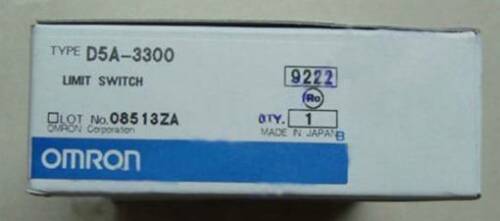 TYPE D5A-3300
LIMIT SWITCH
9222
Ro
LOT No. 08513ZA
QTY. 1
OMRON Corporation
MADE IN JAPAN B
OMRON